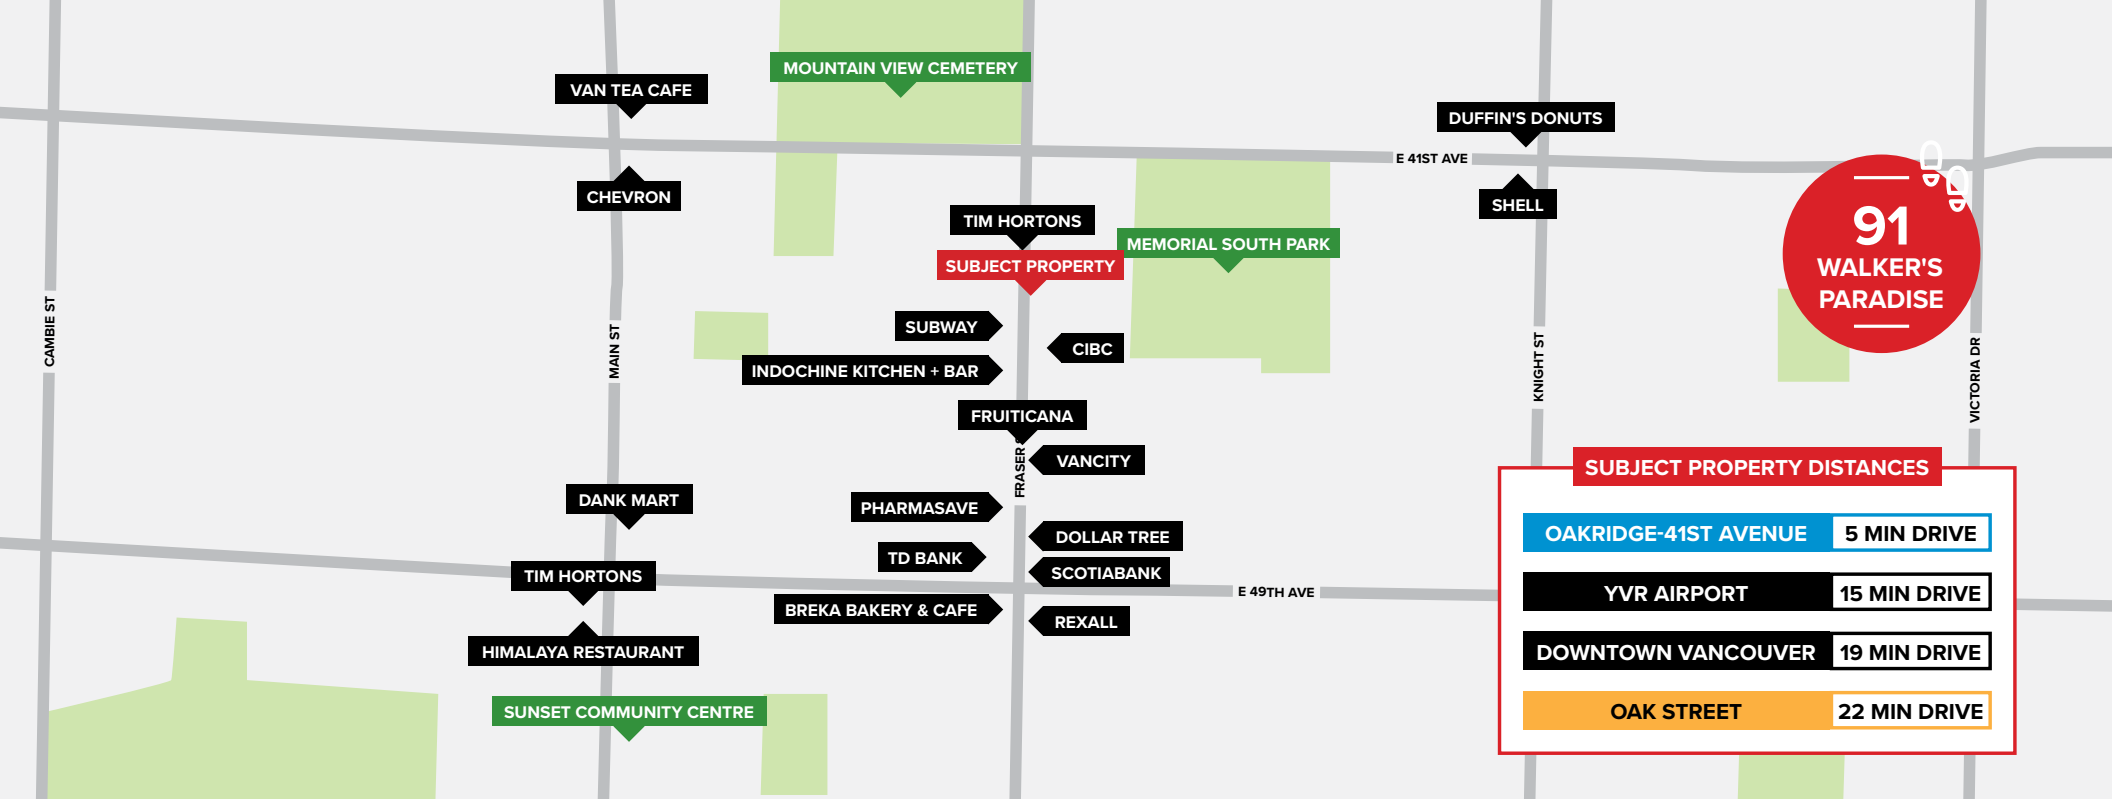 MOUNTAIN VIEW CEMETERY
VAN TEA CAFE
DUFFIN'S DONUTS
E 41ST AVE
CHEVRON
SHELL
TIM HORTONS
91
WALKER'S
PARADISE
MEMORIAL SOUTH PARK
SUBJECT PROPERTY
CAMBIE ST
MAIN ST
SUBWAY
CIBC
KNIGHT ST
VICTORIA DR
INDOCHINE KITCHEN + BAR
FRUITICANA
FRASER
VANCITY
DANK MART
PHARMASAVE
DOLLAR TREE
TD BANK
SCOTIABANK
TIM HORTONS
E 49TH AVE
BREKA BAKERY & CAFE
REXALL
HIMALAYA RESTAURANT
SUNSET COMMUNITY CENTRE
SUBJECT PROPERTY DISTANCES
OAKRIDGE-41ST AVENUE 5 MIN DRIVE
YVR AIRPORT 15 MIN DRIVE
DOWNTOWN VANCOUVER 19 MIN DRIVE
OAK STREET 22 MIN DRIVE